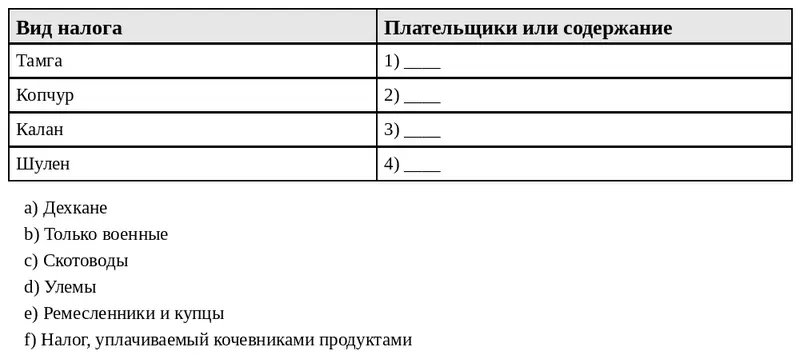 Вид налога Плательщики или содержание
Тамга 1) ____
Копчур 2) ____
Калан 3) ____
Шулен 4) ____
a) Дехкане
b) Только военные
c) Скотоводы
d) Улемы
e) Ремесленники и купцы
f) Налог, уплачиваемый кочевниками продуктами